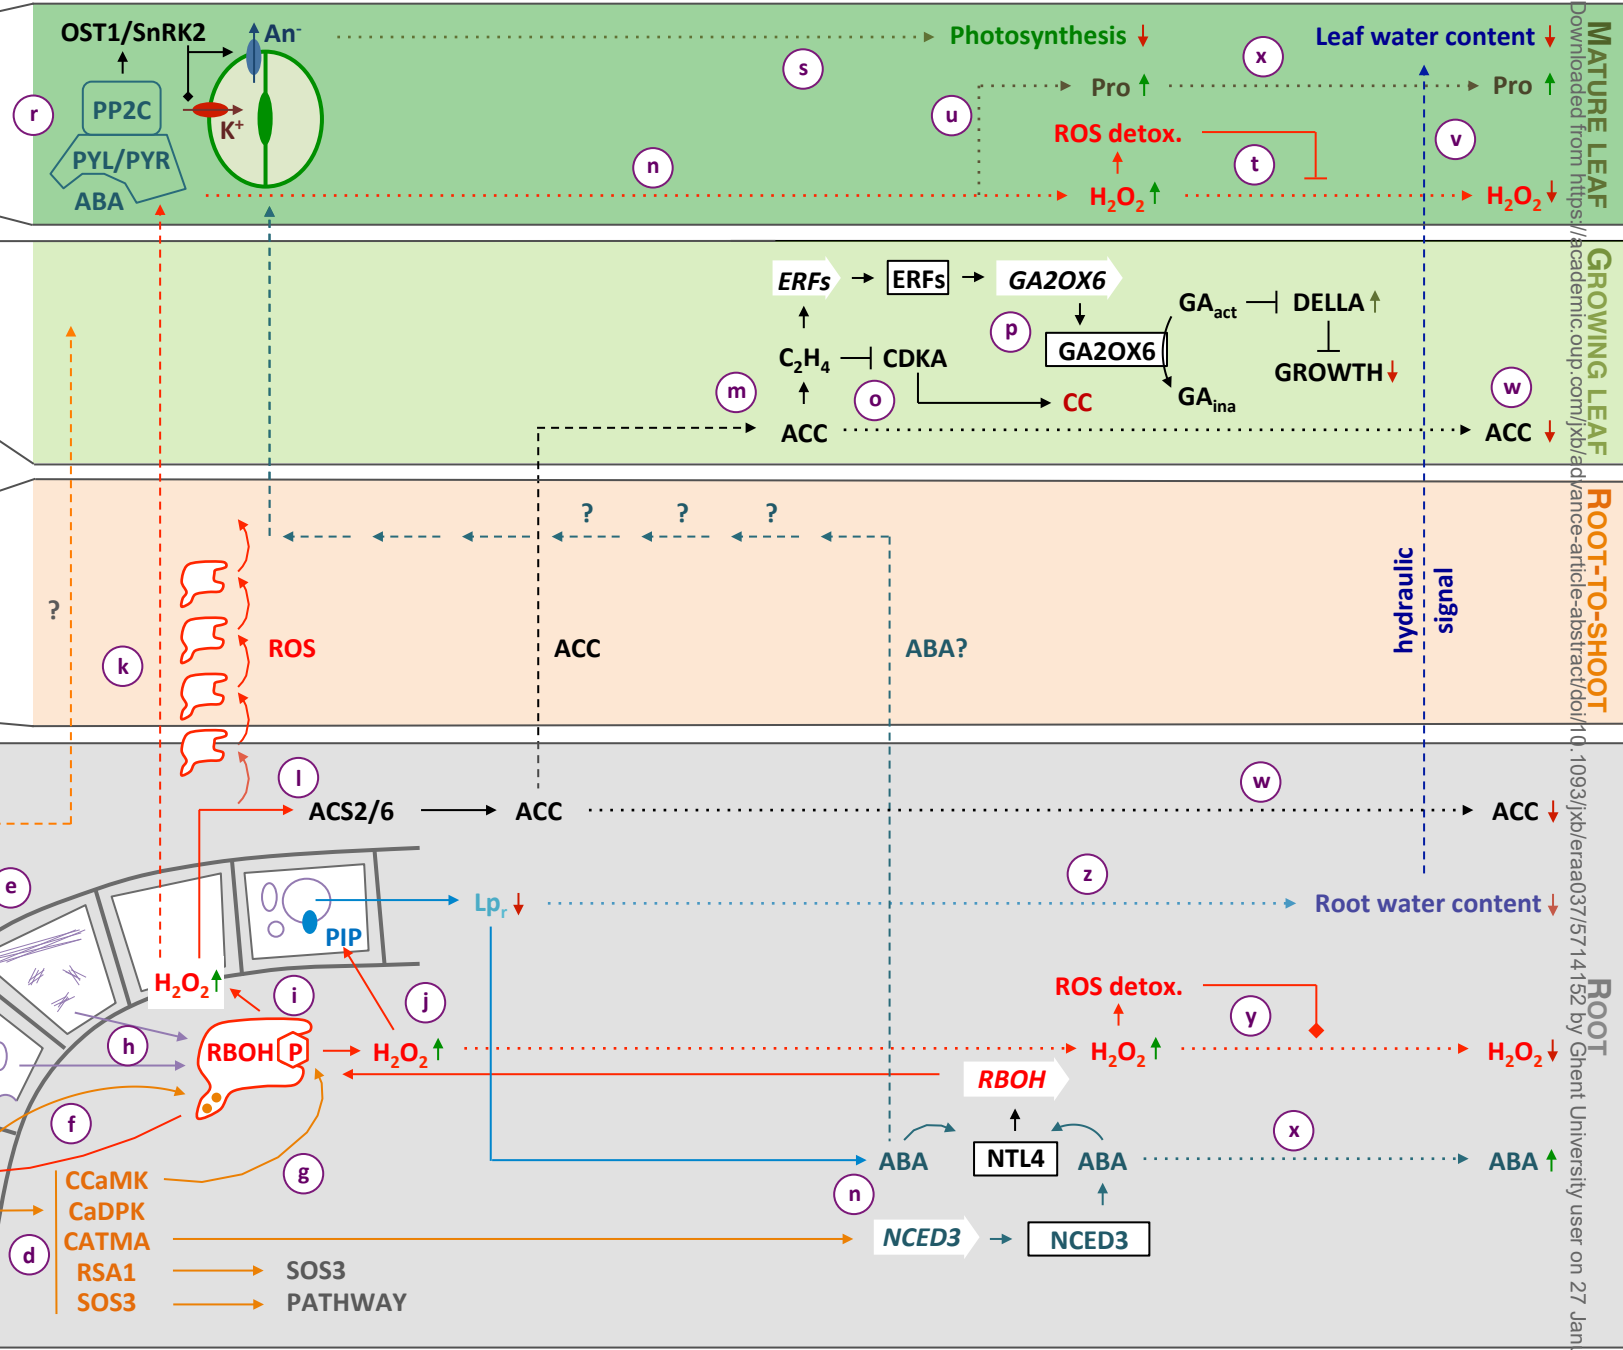 OST1/SnRK2
An-
Photosynthesis
Leaf water content
s
x
r
PP2C
K+
u
Pro
Pro
PYL/PYR
ROS detox.
v
n
t
ABA
H2O2
H2O2
MATURE LEAF
ERFs
ERFs
GA2OX6
GAact
DELLA
p
GA2OX6
C2H4
CDKA
GROWTH
m
o
CC
GAina
w
ACC
ACC
GROWING LEAF
? ? ?
?
k
ROS
ACC
ABA?
hydraulic
signal
ROOT-TO-SHOOT
l
w
ACS2/6
ACC
ACC
e
z
Lpr
Root water content
PIP
H2O2
i
j
ROS detox.
y
h
RBOH P
H2O2
H2O2
H2O2
RBOH
f
x
g
ABA
NTL4
ABA
ABA
CCaMK
n
CaDPK
d
CATMA
NCED3
NCED3
RSA1
SOS3
SOS3
PATHWAY
ROOT
Downloaded from https://academic.oup.com/jxb/advance-article-abstract/doi/10.1093/jxb/eraa037/5714152 by Ghent University user on 27 Janu